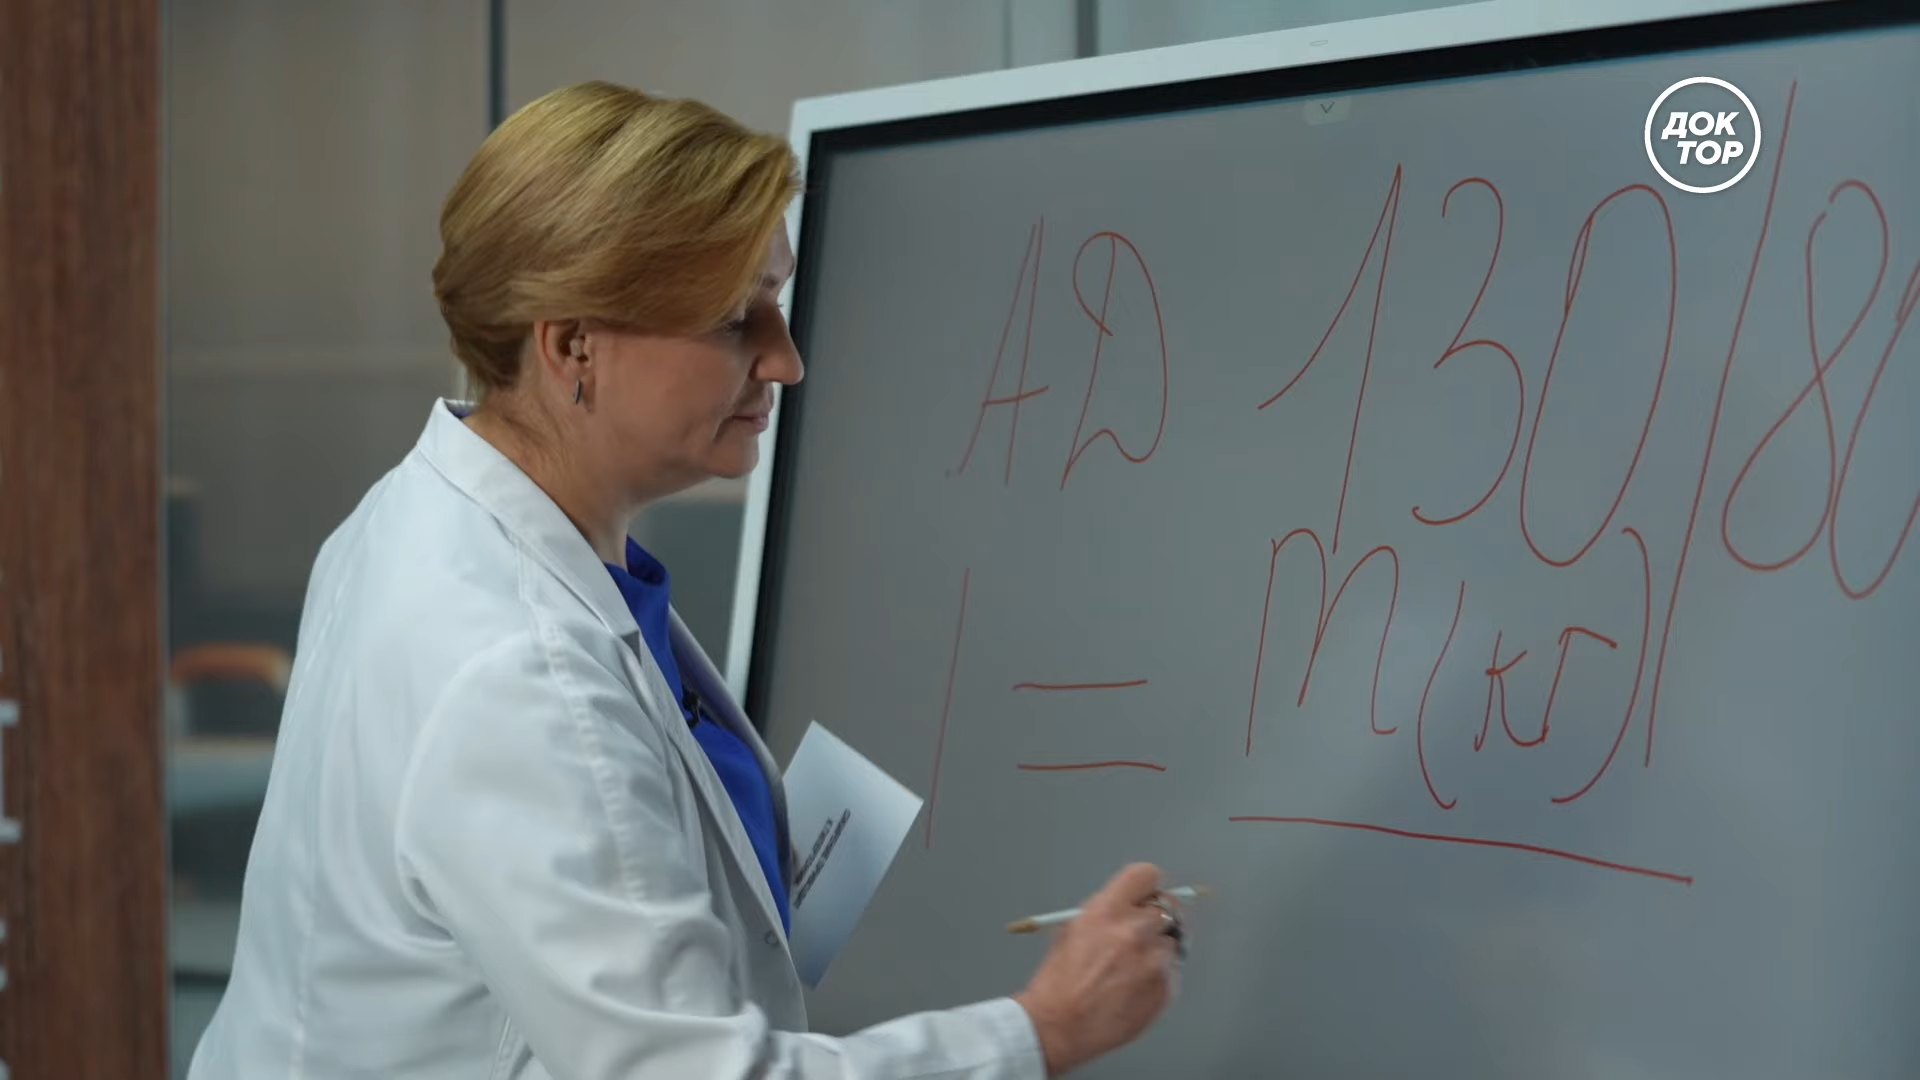 ДОК
ТОР
АД 130/80
| = m(кг)